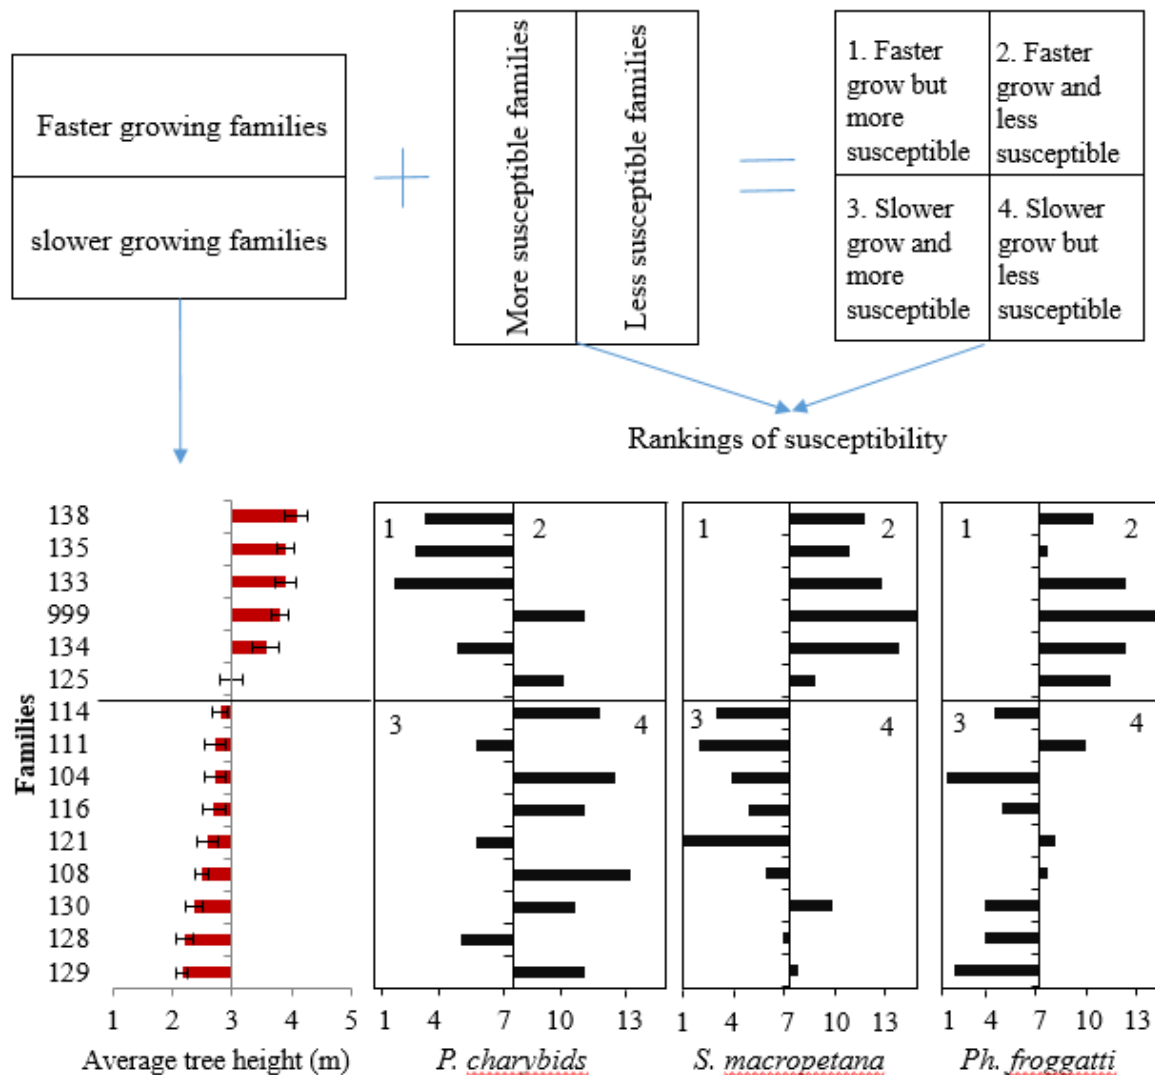 Faster growing families
slower growing families
More susceptible families
Less susceptible families
1. Faster
grow but
more
susceptible
2. Faster
grow and
less
susceptible
3. Slower
grow and
more
susceptible
4. Slower
grow but
less
susceptible
Rankings of susceptibility
Families
138
135
133
999
134
125
114
111
104
116
121
108
130
128
129
1 2 3 4 5
Average tree height (m)
1 2
3 4
1 4 7 10 13
P. charybids
1 2
3 4
1 4 7 10 13
S. macropetana
1 2
3 4
1 4 7 10 13
Ph. froggatti